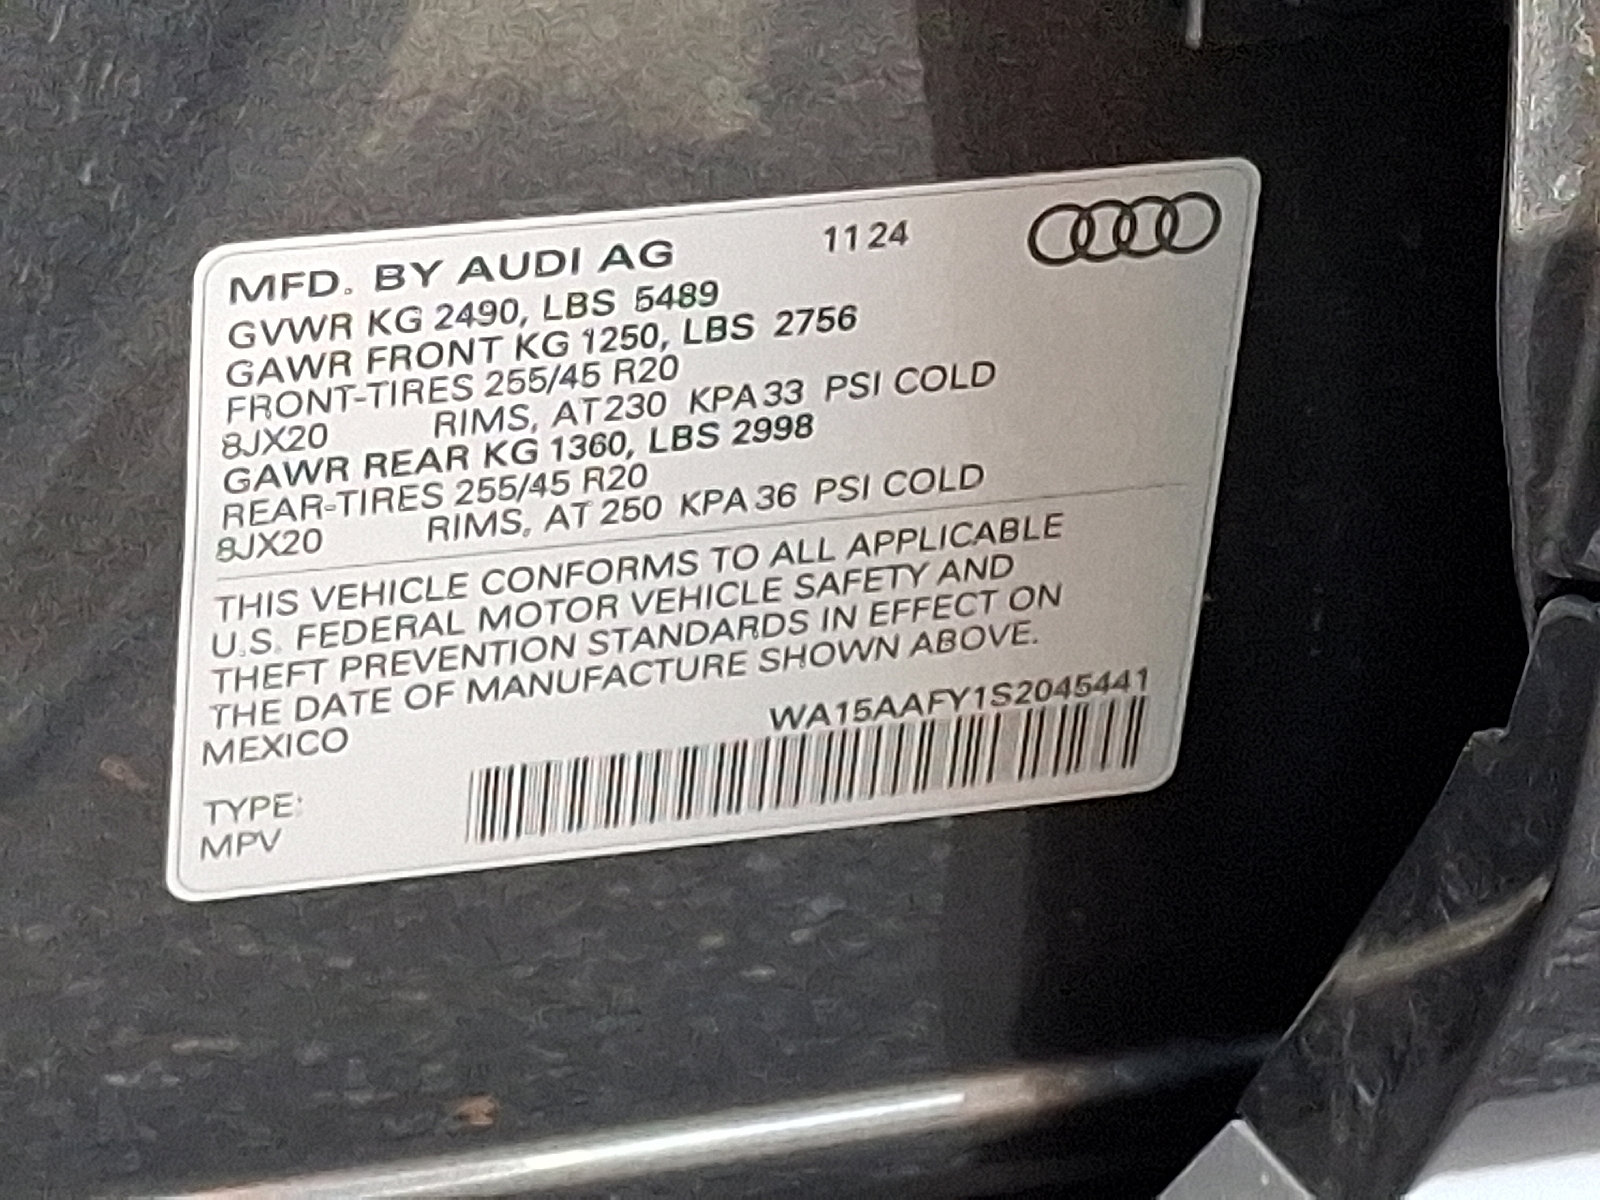 MFD. BY AUDI AG 11 24
GVWR KG 2490, LBS 5489
GAWR FRONT KG 1250, LBS 2756
FRONT-TIRES 255/45 R20
8JX20 RIMS, AT 230 KPA 33 PSI COLD
GAWR REAR KG 1360, LBS 2998
REAR-TIRES 255/45 R20
8JX20 RIMS, AT 250 KPA 36 PSI COLD
THIS VEHICLE CONFORMS TO ALL APPLICABLE
U.S. FEDERAL MOTOR VEHICLE SAFETY AND
THEFT PREVENTION STANDARDS IN EFFECT ON
THE DATE OF MANUFACTURE SHOWN ABOVE.
MEXICO WA15AAFY1S2045441
TYPE:
MPV